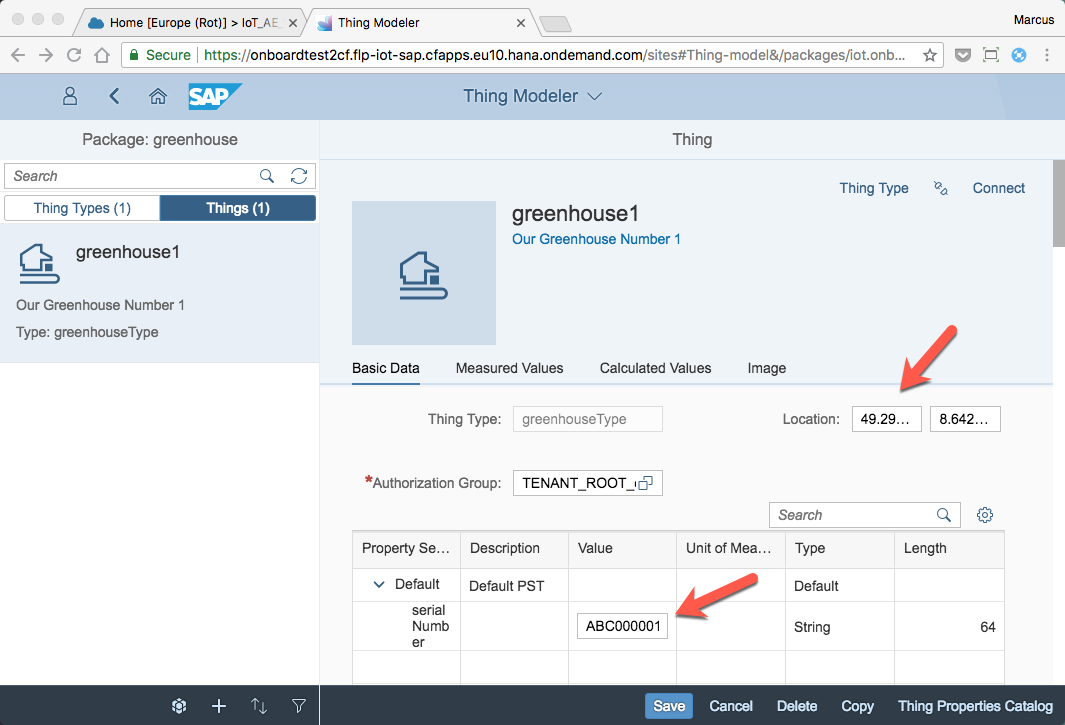 Home [Europe (Rot)] > IoT_AE_
Thing Modeler
Marcus
Secure
https://onboardtest2cf.flp-iot-sap.cfapps.eu10.hana.ondemand.com/sites#Thing-model&/packages/iot.onb...
SAP
Thing Modeler
Package: greenhouse
Thing
Search
Thing Types (1)
Things (1)
greenhouse1
Our Greenhouse Number 1
Type: greenhouseType
Thing Type
Connect
greenhouse1
Our Greenhouse Number 1
Basic Data
Measured Values
Calculated Values
Image
Thing Type:
greenhouseType
Location:
49.29...
8.642...
*Authorization Group:
TENANT_ROOT_
Search
Property Se...
Description
Value
Unit of Mea...
Type
Length
Default
Default PST
Default
serial
Numb
er
ABC000001
String
64
Save
Cancel
Delete
Copy
Thing Properties Catalog